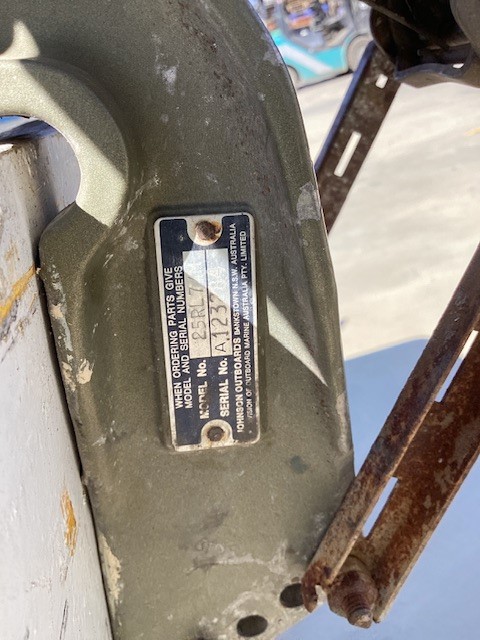 WHEN ORDERING PARTS GIVE
MODEL AND SERIAL NUMBERS
MODEL No.
SERIAL No.
JOHNSON OUTBOARDS BANKSTOWN N.S.W. AUSTRALIA
DIVISION OF OUTBOARD MARINE AUSTRALIA PTY. LIMITED